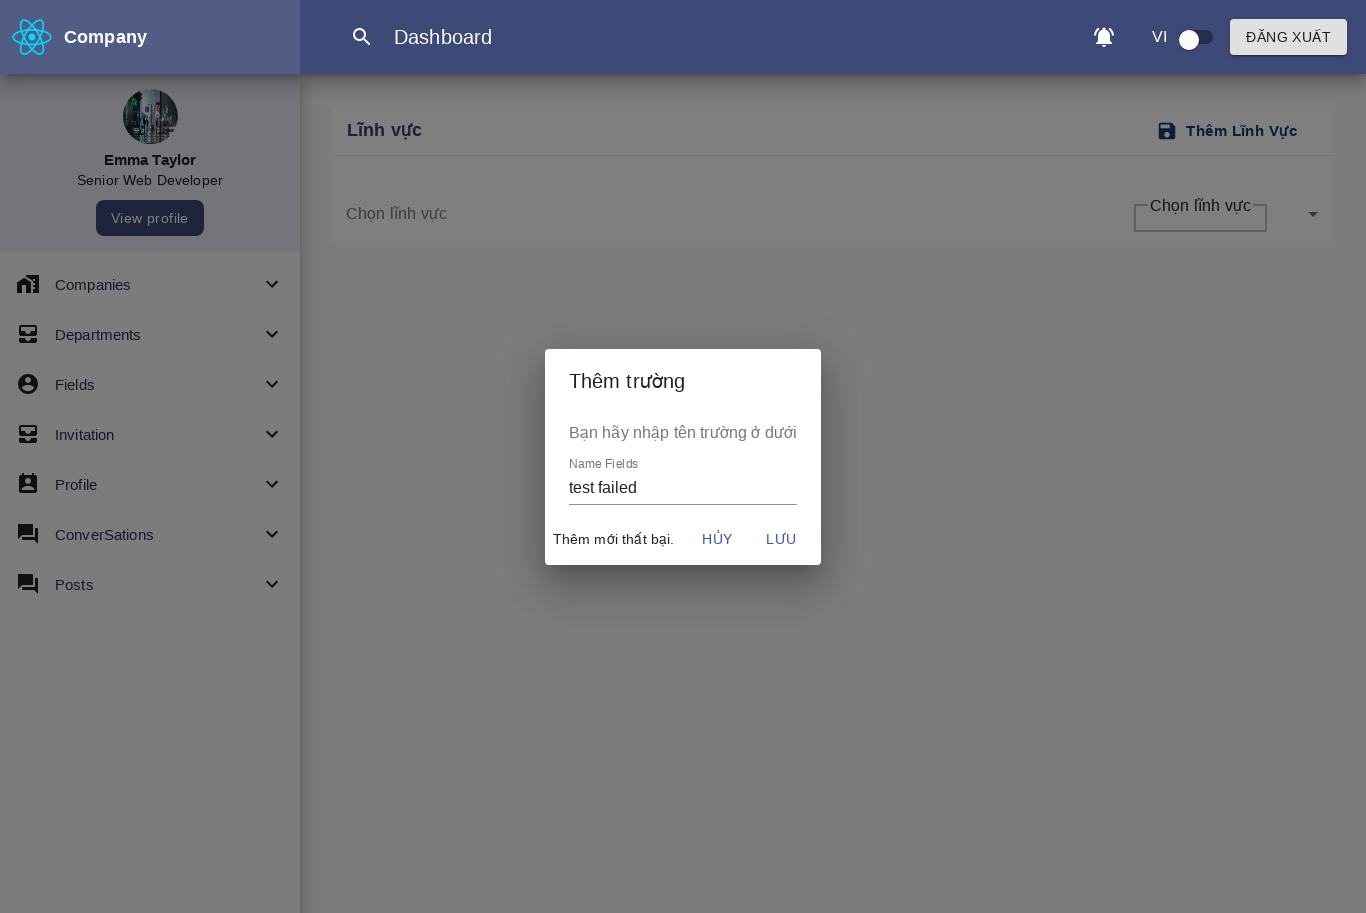 Company
Dashboard
VI
ĐĂNG XUẤT
Emma Taylor
Senior Web Developer
View profile
Companies
Departments
Fields
Invitation
Profile
ConverSations
Posts
Lĩnh vực
Thêm Lĩnh Vực
Chọn lĩnh vực
Chọn lĩnh vực
Thêm trường
Bạn hãy nhập tên trường ở dưới
Name Fields
test failed
Thêm mới thất bại.
HỦY
LƯU